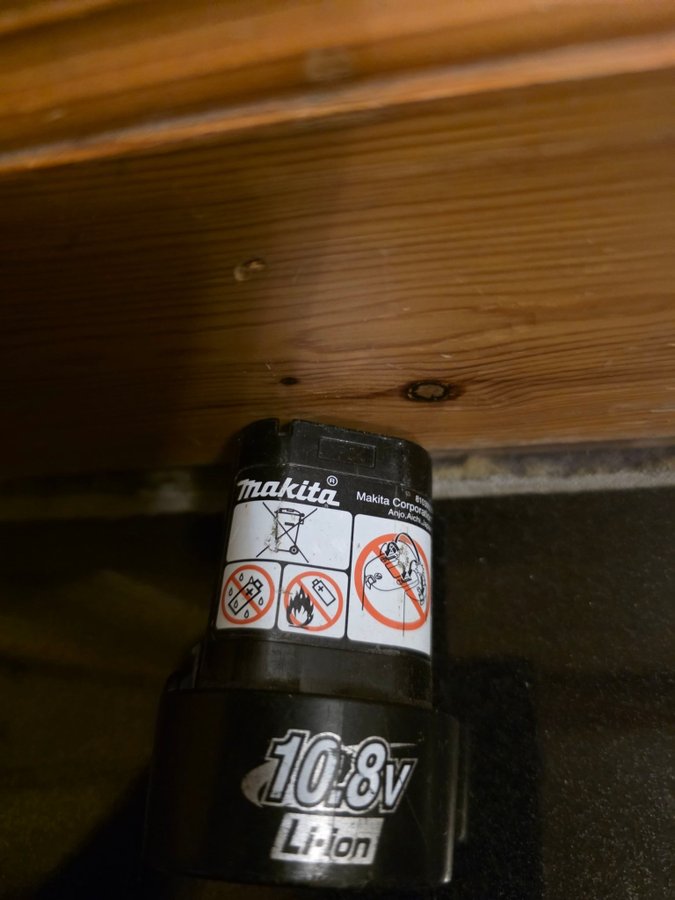 makita®
Makita Corporation
Anjo, Aichi, Japan
10.8V
Li-ion